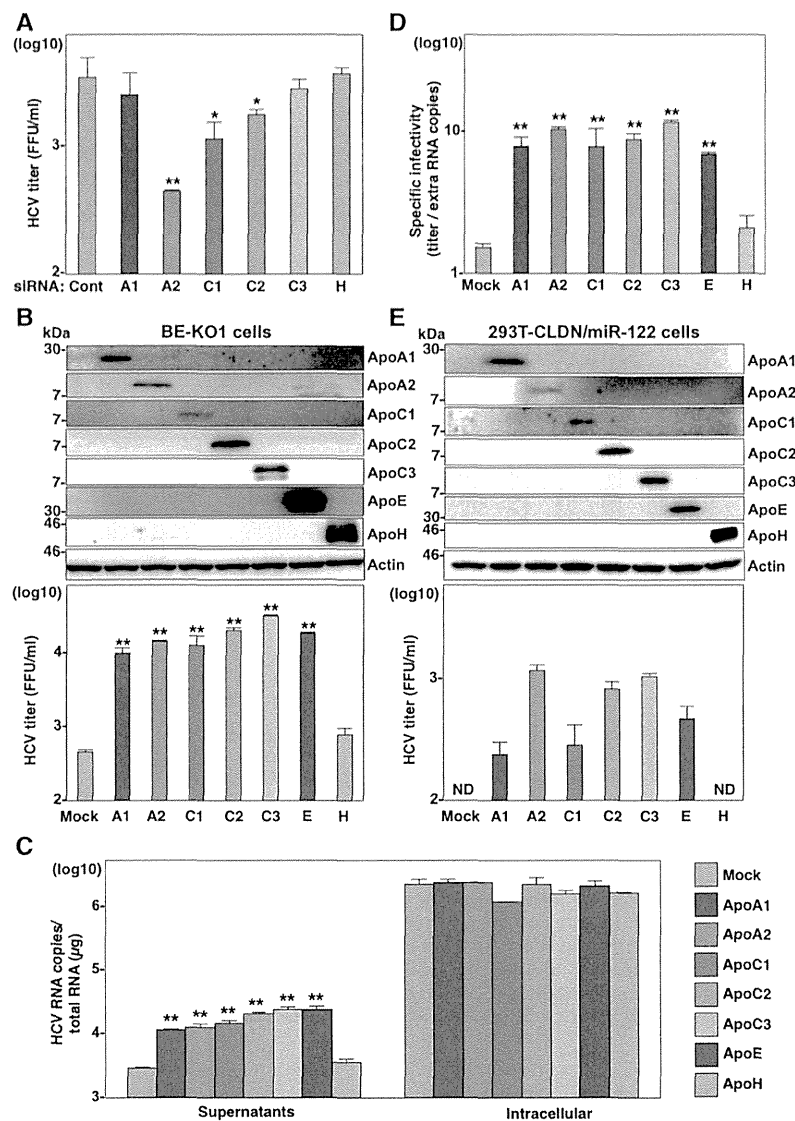 A
(log10)
HCV titer (FFU/ml)
3
2
*
*
**
siRNA: Cont A1 A2 C1 C2 C3 H
B
BE-KO1 cells
kDa
30
ApoA1
7
ApoA2
7
ApoC1
7
ApoC2
7
ApoC3
30
ApoE
46
ApoH
46
Actin
(log10)
HCV titer (FFU/ml)
4
3
2
** ** ** ** ** **
Mock A1 A2 C1 C2 C3 E H
C
(log10)
HCV RNA copies/
total RNA (µg)
6
5
4
3
** ** ** ** ** **
Supernatants Intracellular
Mock
ApoA1
ApoA2
ApoC1
ApoC2
ApoC3
ApoE
ApoH
D
(log10)
Specific infectivity
(titer / extra RNA copies)
10
1
** ** ** ** ** **
Mock A1 A2 C1 C2 C3 E H
E
293T-CLDN/miR-122 cells
kDa
30
ApoA1
7
ApoA2
7
ApoC1
7
ApoC2
7
ApoC3
30
ApoE
46
ApoH
46
Actin
(log10)
HCV titer (FFU/ml)
3
2
ND ND
Mock A1 A2 C1 C2 C3 E H